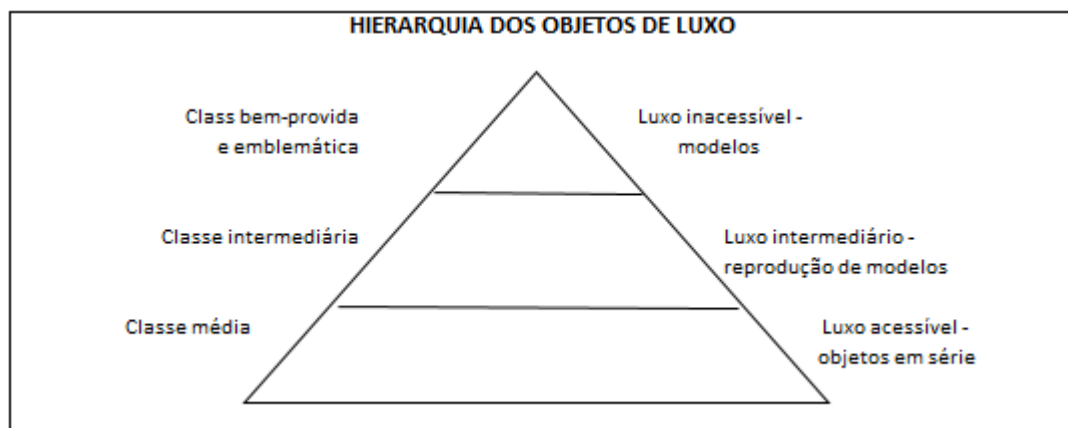 HIERARQUIA DOS OBJETOS DE LUXO
Class bem-provida
e emblemática
Luxo inacessível -
modelos
Classe intermediária
Luxo intermediário -
reprodução de modelos
Classe média
Luxo acessível -
objetos em série